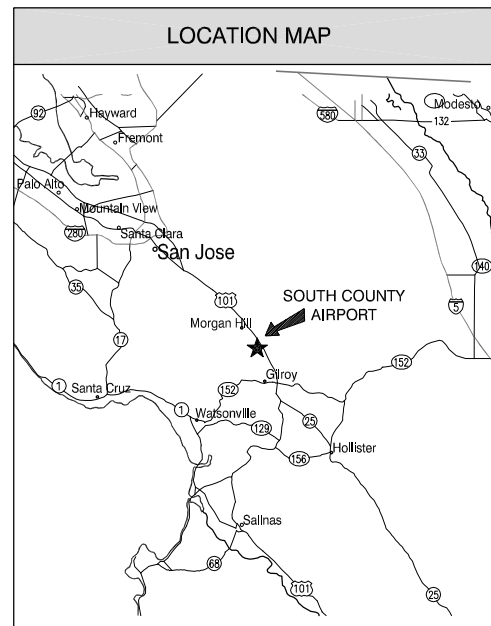 LOCATION MAP
92
Hayward
Fremont
580
Modesto
132
33
Palo Alto
Mountain View
Santa Clara
280
San Jose
140
35
101
5
SOUTH COUNTY
AIRPORT
Morgan Hill
17
152
1
Santa Cruz
152
Gilroy
1
Watsonville
129
25
156
Hollister
Salinas
68
101
25